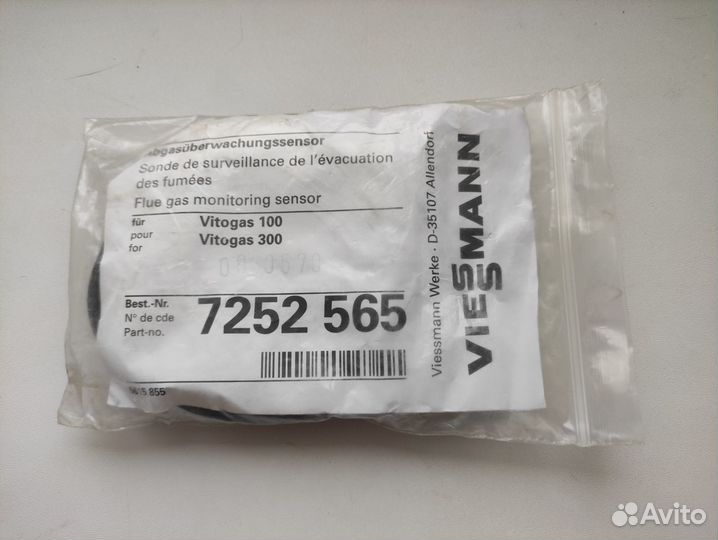 Abgasüberwachungssensor
Sonde de surveillance de l'évacuation
des fumées
Flue gas monitoring sensor
für Vitogas 100
pour Vitogas 300
for
Best.-Nr.
N° de cde
Part-no.
7252 565
Viessmann Werke · D-35107 Allendorf
VIESSMANN
Avito